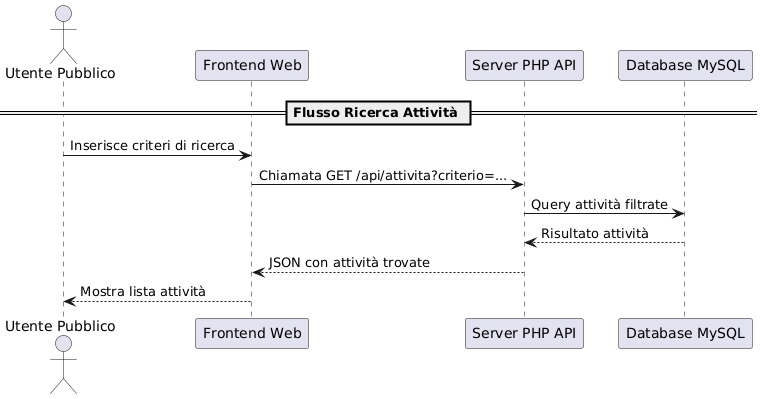 Utente Pubblico
Frontend Web
Server PHP API
Database MySQL
Flusso Ricerca Attività
Inserisce criteri di ricerca
Chiamata GET /api/attivita?criterio=...
Query attività filtrate
Risultato attività
JSON con attività trovate
Mostra lista attività
Utente Pubblico
Frontend Web
Server PHP API
Database MySQL